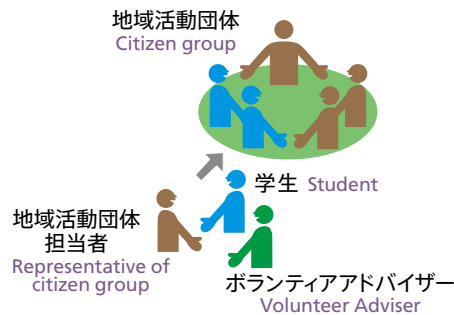 地域活動団体
Citizen group
学生 Student
地域活動団体
担当者
Representative of
citizen group
ボランティアアドバイザー
Volunteer Adviser